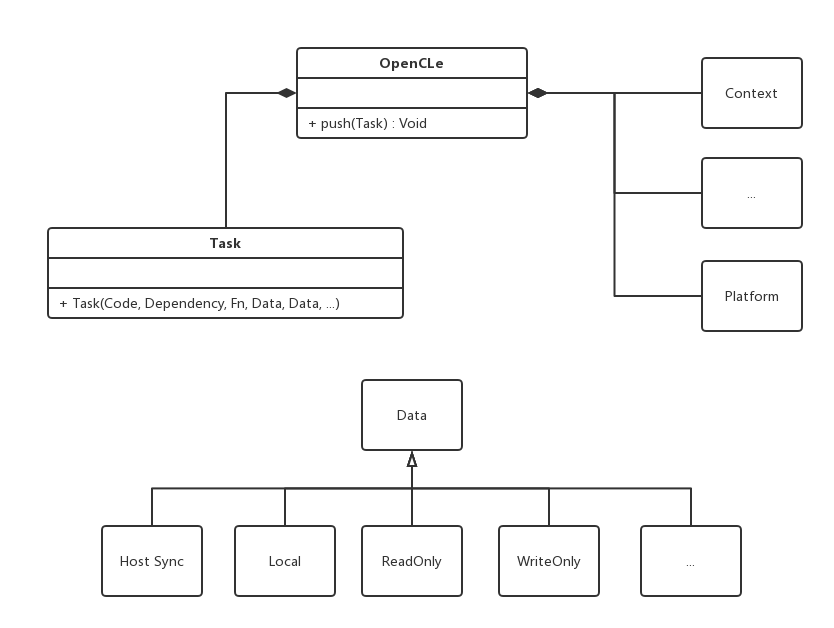 OpenCLe
+ push(Task) : Void
Context
...
Platform
Task
+ Task(Code, Dependency, Fn, Data, Data, ...)
Data
Host Sync
Local
ReadOnly
WriteOnly
...